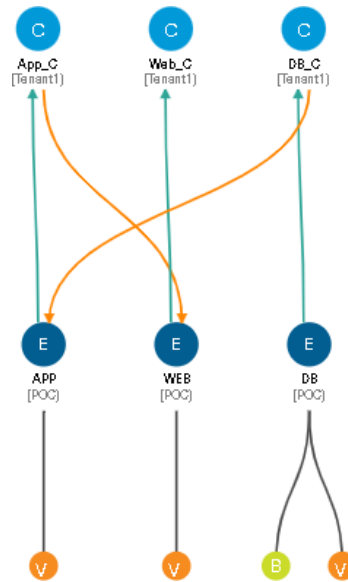 C C C
App_C Web_C DB_C
[Tenant1] [Tenant1] [Tenant1]
E E E
APP WEB DB
[POC] [POC] [POC]
V V B V